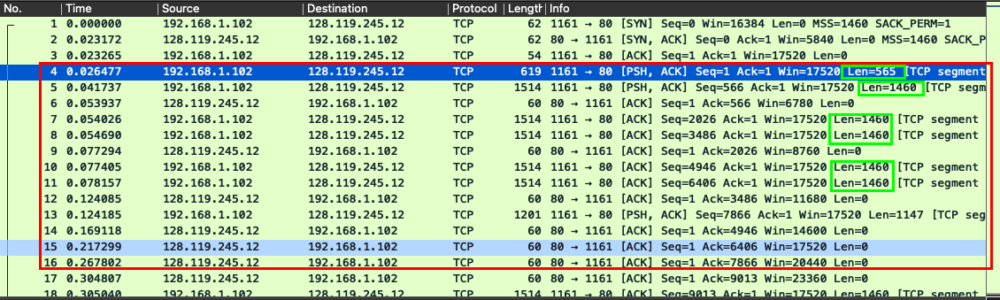 No. Time Source Destination Protocol Length Info
1 0.000000 192.168.1.102 128.119.245.12 TCP 62 1161 → 80 [SYN] Seq=0 Win=16384 Len=0 MSS=1460 SACK_PERM=1
2 0.023172 128.119.245.12 192.168.1.102 TCP 62 80 → 1161 [SYN, ACK] Seq=0 Ack=1 Win=5840 Len=0 MSS=1460 SACK_P
3 0.023265 192.168.1.102 128.119.245.12 TCP 54 1161 → 80 [ACK] Seq=1 Ack=1 Win=17520 Len=0
4 0.026477 192.168.1.102 128.119.245.12 TCP 619 1161 → 80 [PSH, ACK] Seq=1 Ack=1 Win=17520 Len=565 [TCP segment
5 0.041737 192.168.1.102 128.119.245.12 TCP 1514 1161 → 80 [PSH, ACK] Seq=566 Ack=1 Win=17520 Len=1460 [TCP segm
6 0.053937 128.119.245.12 192.168.1.102 TCP 60 80 → 1161 [ACK] Seq=1 Ack=566 Win=6780 Len=0
7 0.054026 192.168.1.102 128.119.245.12 TCP 1514 1161 → 80 [ACK] Seq=2026 Ack=1 Win=17520 Len=1460 [TCP segment
8 0.054690 192.168.1.102 128.119.245.12 TCP 1514 1161 → 80 [ACK] Seq=3486 Ack=1 Win=17520 Len=1460 [TCP segment
9 0.077294 128.119.245.12 192.168.1.102 TCP 60 80 → 1161 [ACK] Seq=1 Ack=2026 Win=8760 Len=0
10 0.077405 192.168.1.102 128.119.245.12 TCP 1514 1161 → 80 [ACK] Seq=4946 Ack=1 Win=17520 Len=1460 [TCP segment
11 0.078157 192.168.1.102 128.119.245.12 TCP 1514 1161 → 80 [ACK] Seq=6406 Ack=1 Win=17520 Len=1460 [TCP segment
12 0.124085 128.119.245.12 192.168.1.102 TCP 60 80 → 1161 [ACK] Seq=1 Ack=3486 Win=11680 Len=0
13 0.124185 192.168.1.102 128.119.245.12 TCP 1201 1161 → 80 [PSH, ACK] Seq=7866 Ack=1 Win=17520 Len=1147 [TCP seg
14 0.169118 128.119.245.12 192.168.1.102 TCP 60 80 → 1161 [ACK] Seq=1 Ack=4946 Win=14600 Len=0
15 0.217299 128.119.245.12 192.168.1.102 TCP 60 80 → 1161 [ACK] Seq=1 Ack=6406 Win=17520 Len=0
16 0.267802 128.119.245.12 192.168.1.102 TCP 60 80 → 1161 [ACK] Seq=1 Ack=7866 Win=20440 Len=0
17 0.304807 128.119.245.12 192.168.1.102 TCP 60 80 → 1161 [ACK] Seq=1 Ack=9013 Win=23360 Len=0
18 0.305040 192.168.1.102 128.119.245.12 TCP 1514 1161 → 80 [ACK] Seq=9013 Ack=1 Win=17520 Len=1460 [TCP segment